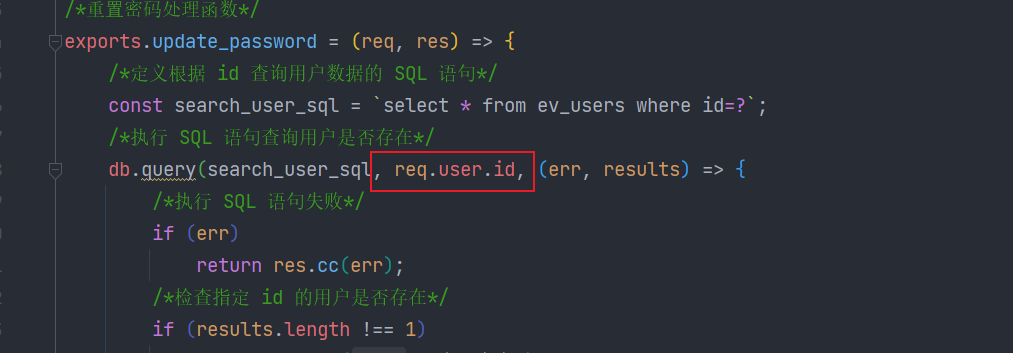 /*重置密码处理函数*/
exports.update_password = (req, res) => {
/*定义根据 id 查询用户数据的 SQL 语句*/
const search_user_sql = `select * from ev_users where id=?`;
/*执行 SQL 语句查询用户是否存在*/
db.query(search_user_sql, req.user.id, (err, results) => {
/*执行 SQL 语句失败*/
if (err)
return res.cc(err);
/*检查指定 id 的用户是否存在*/
if (results.length !== 1)